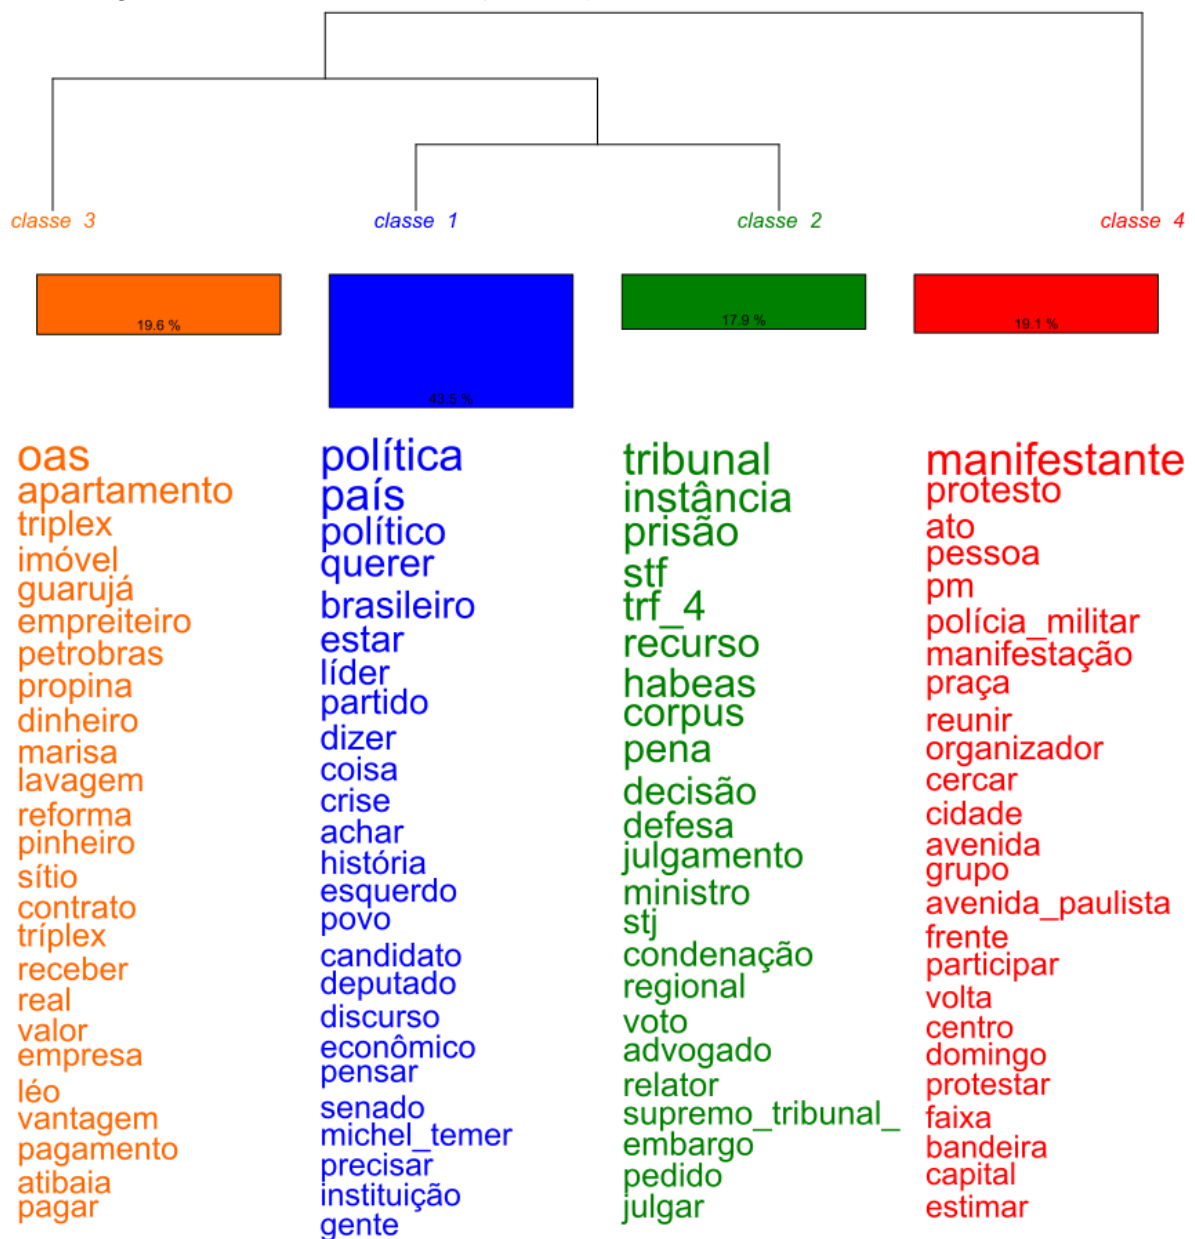 classe 3
classe 1
classe 2
classe 4
19.6 %
43.5 %
17.9 %
19.1 %
oas
apartamento
triplex
imóvel
guarujá
empreiteiro
petrobras
propina
dinheiro
marisa
lavagem
reforma
pinheiro
sítio
contrato
tríplex
receber
real
valor
empresa
léo
vantagem
pagamento
atibaia
pagar
política
país
político
querer
brasileiro
estar
líder
partido
dizer
coisa
crise
achar
história
esquerdo
povo
candidato
deputado
discurso
econômico
pensar
senado
michel_temer
precisar
instituição
gente
tribunal
instância
prisão
stf
trf_4
recurso
habeas
corpus
pena
decisão
defesa
julgamento
ministro
stj
condenação
regional
voto
advogado
relator
supremo_tribunal_
embargo
pedido
julgar
manifestante
protesto
ato
pessoa
pm
polícia_militar
manifestação
praça
reunir
organizador
cercar
cidade
avenida
grupo
avenida_paulista
frente
participar
volta
centro
domingo
protestar
faixa
bandeira
capital
estimar